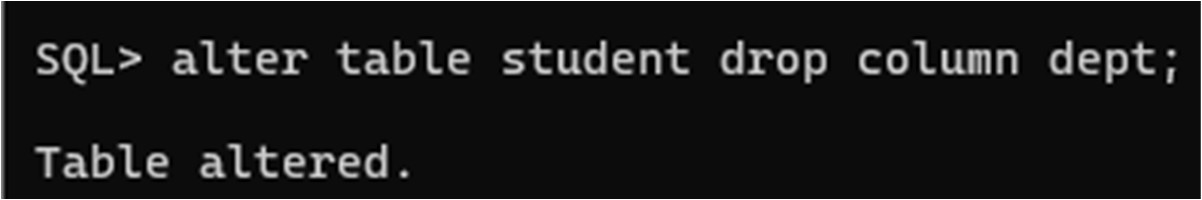 SQL> alter table student drop column dept;
Table altered.